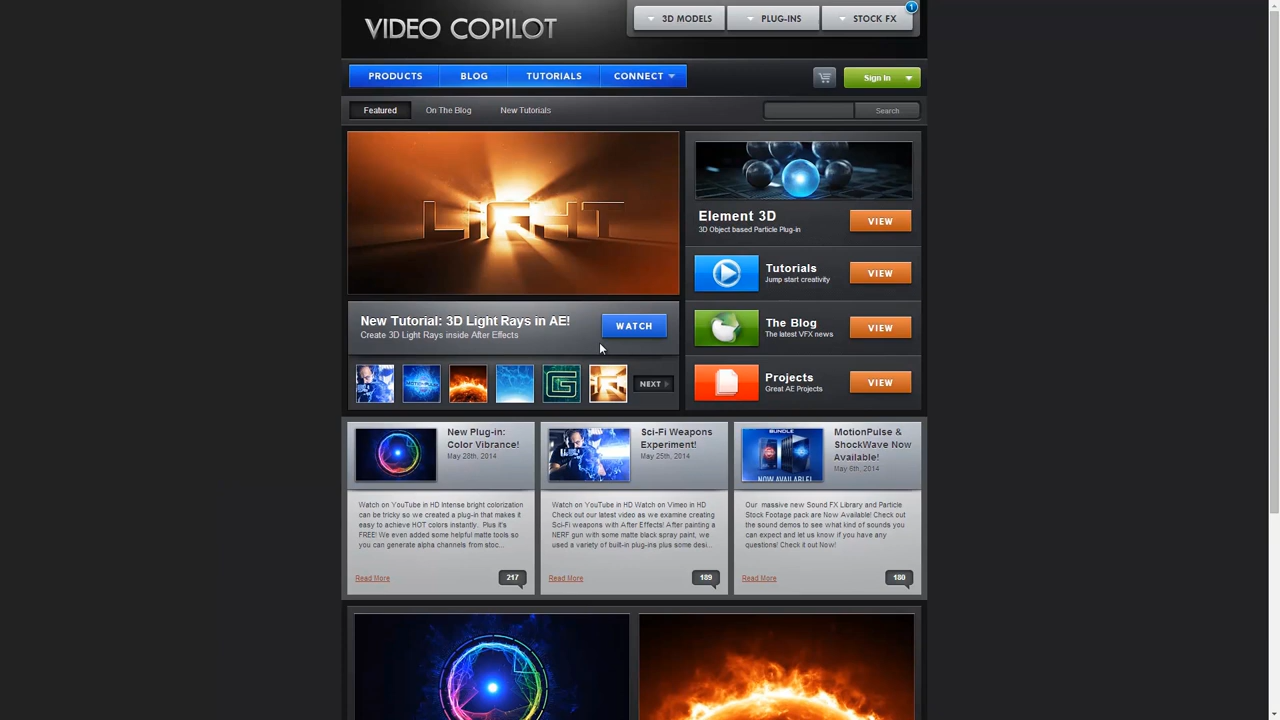 VIDEO COPILOT
3D MODELS
PLUG-INS
STOCK FX
1
PRODUCTS
BLOG
TUTORIALS
CONNECT
Sign In
Featured
On The Blog
New Tutorials
Search
LIGHT
New Tutorial: 3D Light Rays in AE!
Create 3D Light Rays inside After Effects
WATCH
NEXT
Element 3D
3D Object based Particle Plug-in
VIEW
Tutorials
Jump start creativity
VIEW
The Blog
The latest VFX news
VIEW
Projects
Great AE Projects
VIEW
New Plug-in:
Color Vibrance!
May 28th, 2014
Watch on YouTube in HD Intense bright colorization
can be tricky so we created a plug-in that makes it
easy to achieve HOT colors instantly. Plus it's
FREE! We even added some helpful matte tools so
you can generate alpha channels from stoc...
Read More
217
Sci-Fi Weapons
Experiment!
May 25th, 2014
Watch on YouTube in HD Watch on Vimeo in HD
Check out our latest video as we examine creating
Sci-Fi weapons with After Effects! After painting a
NERF gun with some matte black spray paint, we
used a variety of built-in plug-ins plus some desi...
Read More
189
MotionPulse &
ShockWave Now
Available!
May 6th, 2014
BUNDLE
NOW AVAILABLE!
Our massive new Sound FX Library and Particle
Stock Footage pack are Now Available! Check out
the sound demos to see what kind of sounds you
can expect and let us know if you have any
questions! Check it out Now!
Read More
180